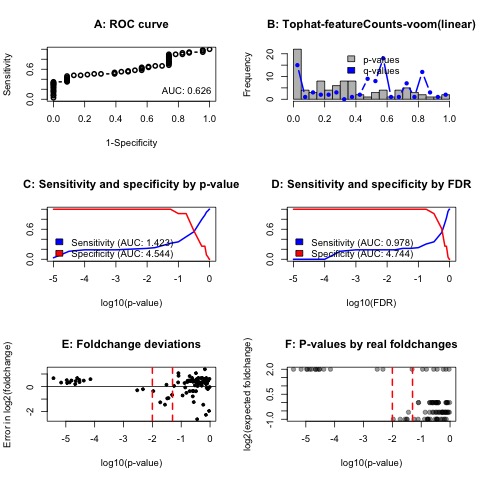 A: ROC curve
Sensitivity
0.0 0.6
AUC: 0.626
0.0 0.2 0.4 0.6 0.8 1.0
1-Specificity
B: Tophat-featureCounts-voom(linear)
Frequency
0 5 10 20
p-values
q-values
0.0 0.2 0.4 0.6 0.8 1.0
C: Sensitivity and specificity by p-value
0.0 0.6
Sensitivity (AUC: 1.423)
Specificity (AUC: 4.544)
-5 -4 -3 -2 -1 0
log10(p-value)
D: Sensitivity and specificity by FDR
0.0 0.6
Sensitivity (AUC: 0.978)
Specificity (AUC: 4.744)
-5 -4 -3 -2 -1 0
log10(FDR)
E: Foldchange deviations
Error in log2(foldchange)
-2 0
-5 -4 -3 -2 -1 0
log10(p-value)
F: P-values by real foldchanges
log2(expected foldchange)
-1.0 0.5 2.0
-5 -4 -3 -2 -1 0
log10(p-value)